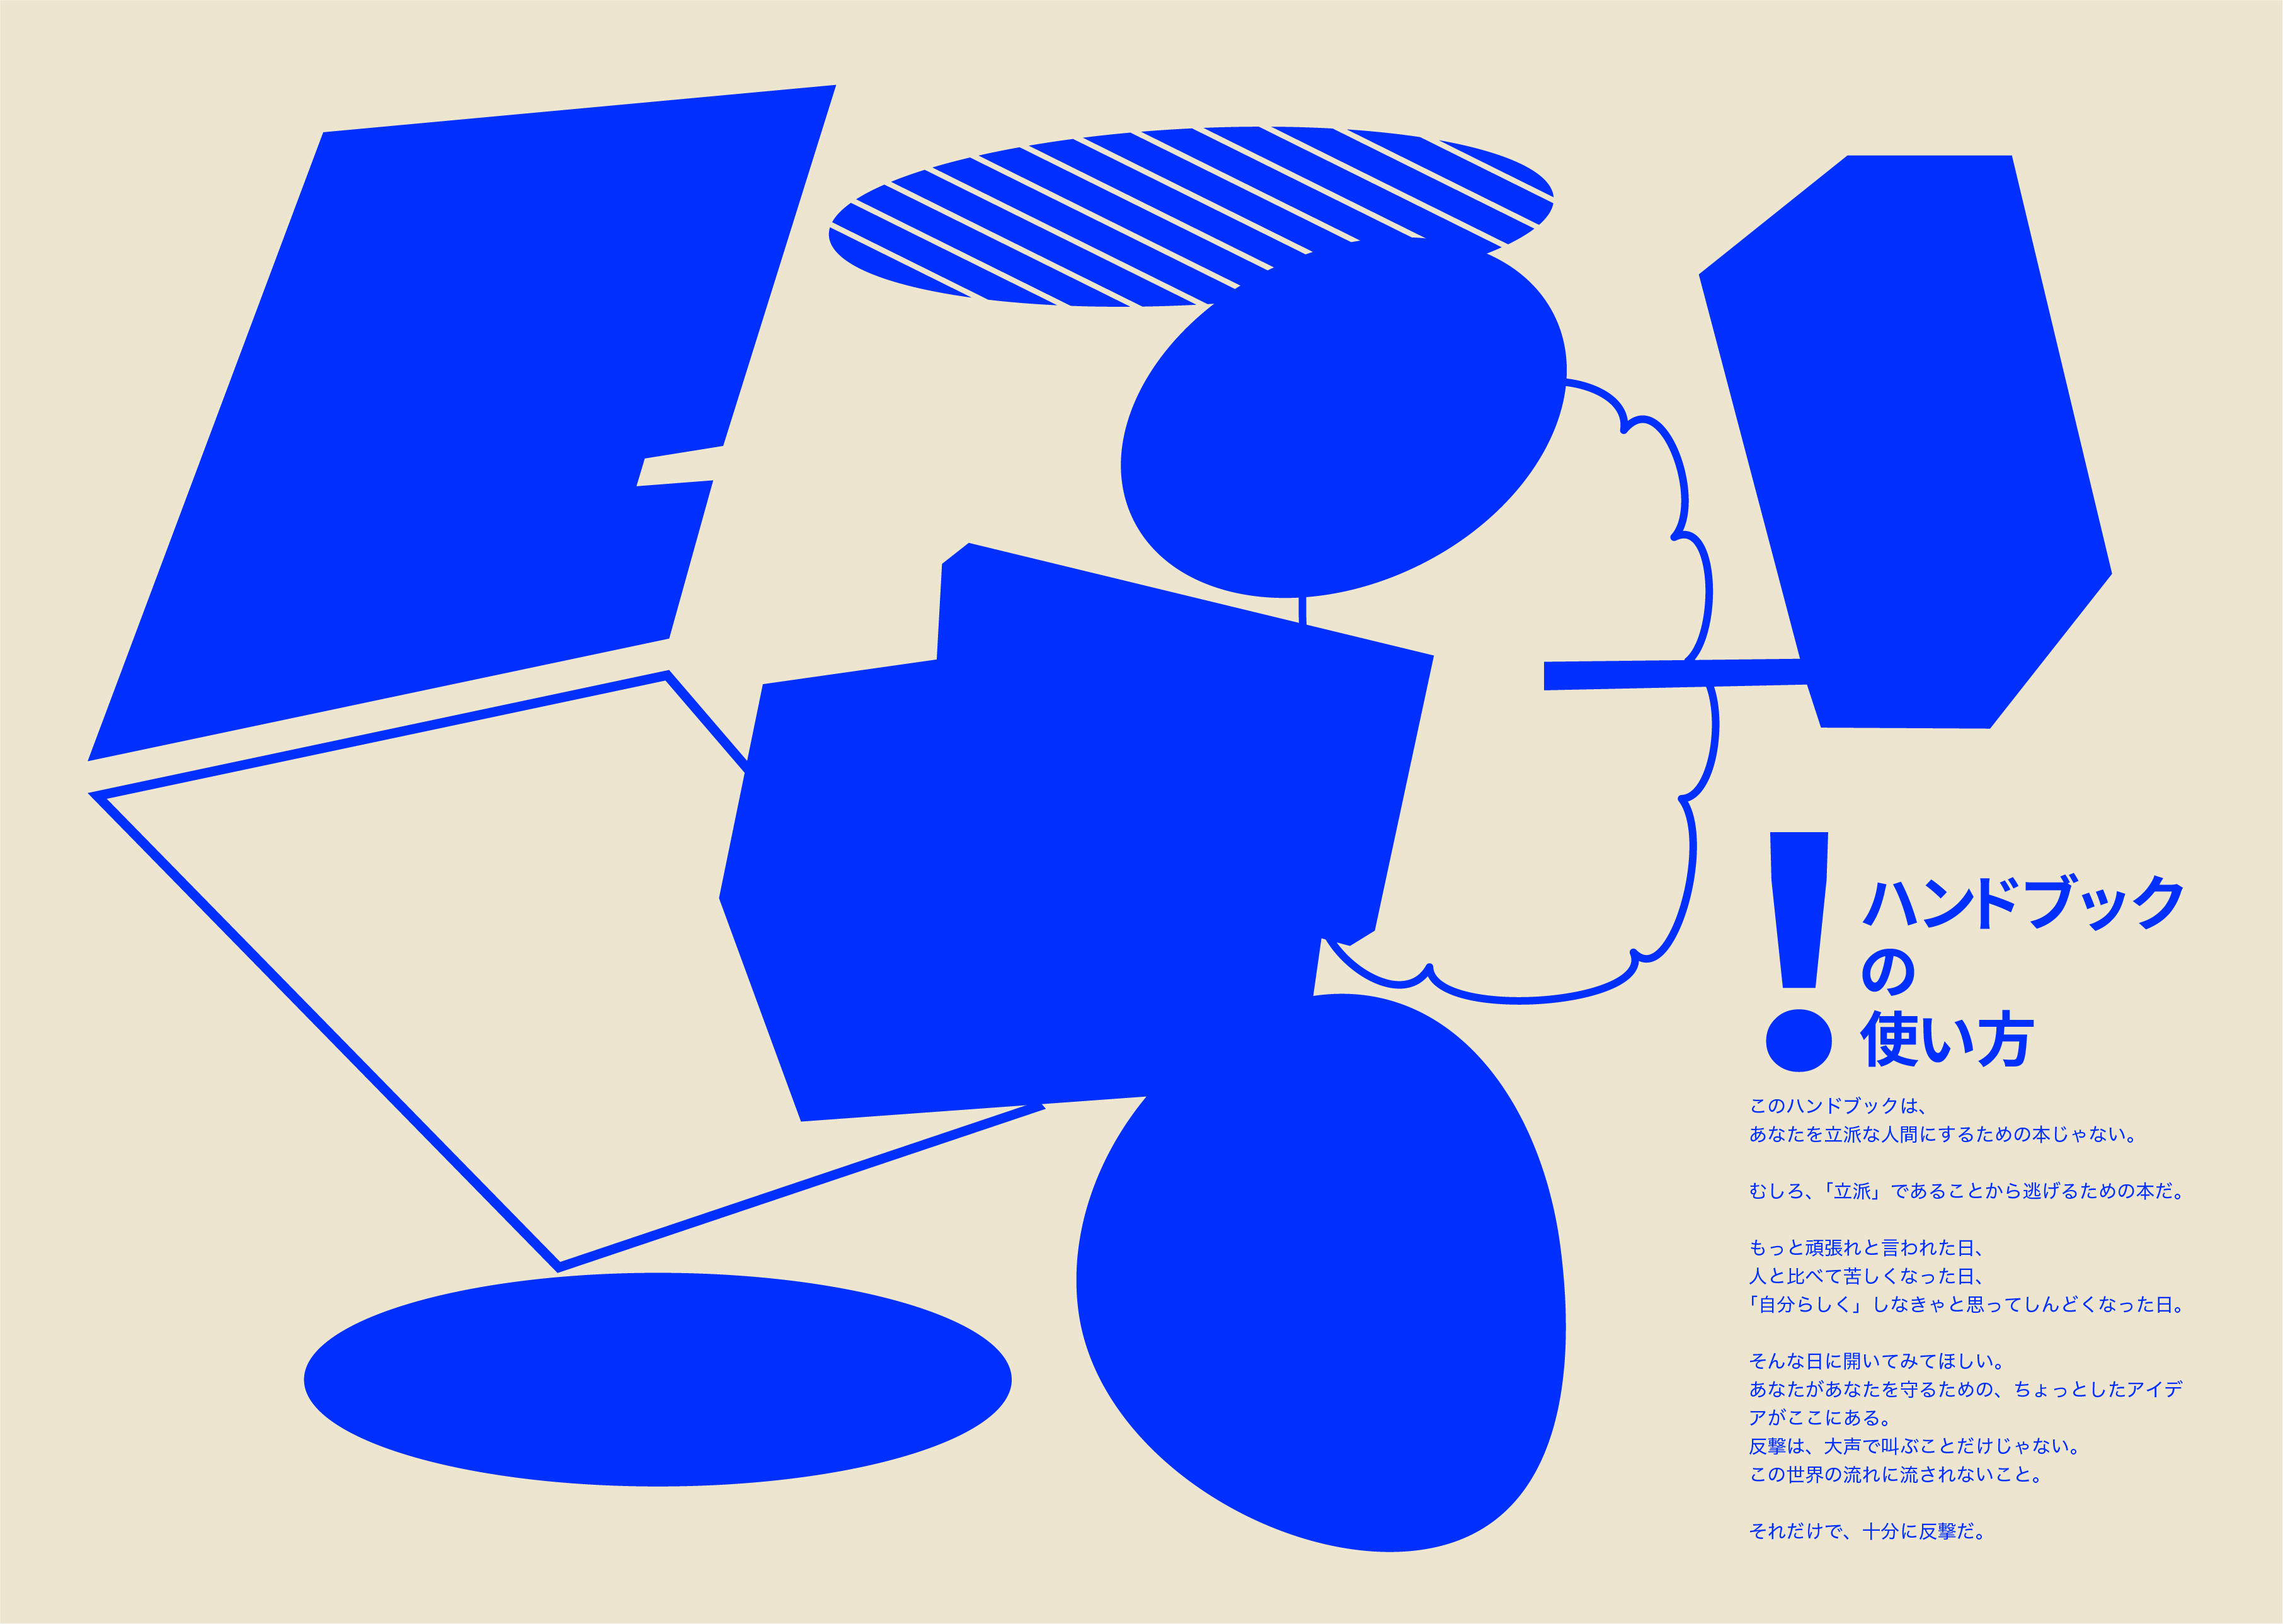 !
ハンドブック
の
使い方
このハンドブックは、
あなたを立派な人間にするための本じゃない。
むしろ、「立派」であることから逃げるための本だ。
もっと頑張れと言われた日、
人と比べて苦しくなった日、
「自分らしく」しなきゃと思ってしんどくなった日。
そんな日に開いてみてほしい。
あなたがあなたを守るための、ちょっとしたアイデ
アがここにある。
反撃は、大声で叫ぶことだけじゃない。
この世界の流れに流されないこと。
それだけで、十分に反撃だ。